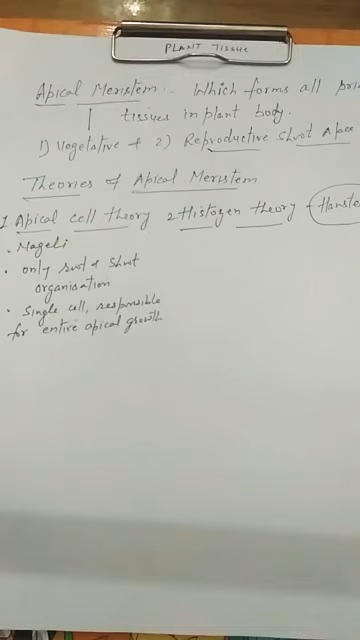 PLANT TISSUE
Apical Meristem :- Which forms all
tissues in plant body.
1) Vegetative & 2) Reproductive Shoot Apex
Theories of Apical Meristem
1. Apical cell theory 2 Histogen theory -
. Nageli
. only root & Shoot
organisation
. Single cell, responsible
for entire apical growth